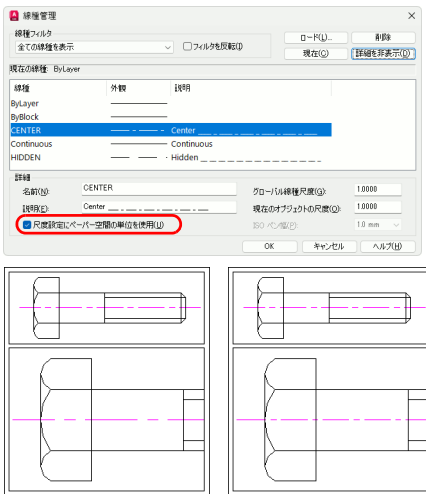 線種管理
線種フィルタ
全ての線種を表示
フィルタを反転(I)
ロード(L)...
削除
現在(C)
詳細を非表示(D)
現在の線種: ByLayer
線種 外観 説明
ByLayer
ByBlock
CENTER Center
Continuous Continuous
HIDDEN Hidden
詳細
名前(N): CENTER
説明(E): Center
尺度設定にペーパー空間の単位を使用(U)
グローバル線種尺度(G): 1.0000
現在のオブジェクトの尺度(O): 1.0000
ISO ペン幅(P): 1.0 mm
OK キャンセル ヘルプ(H)